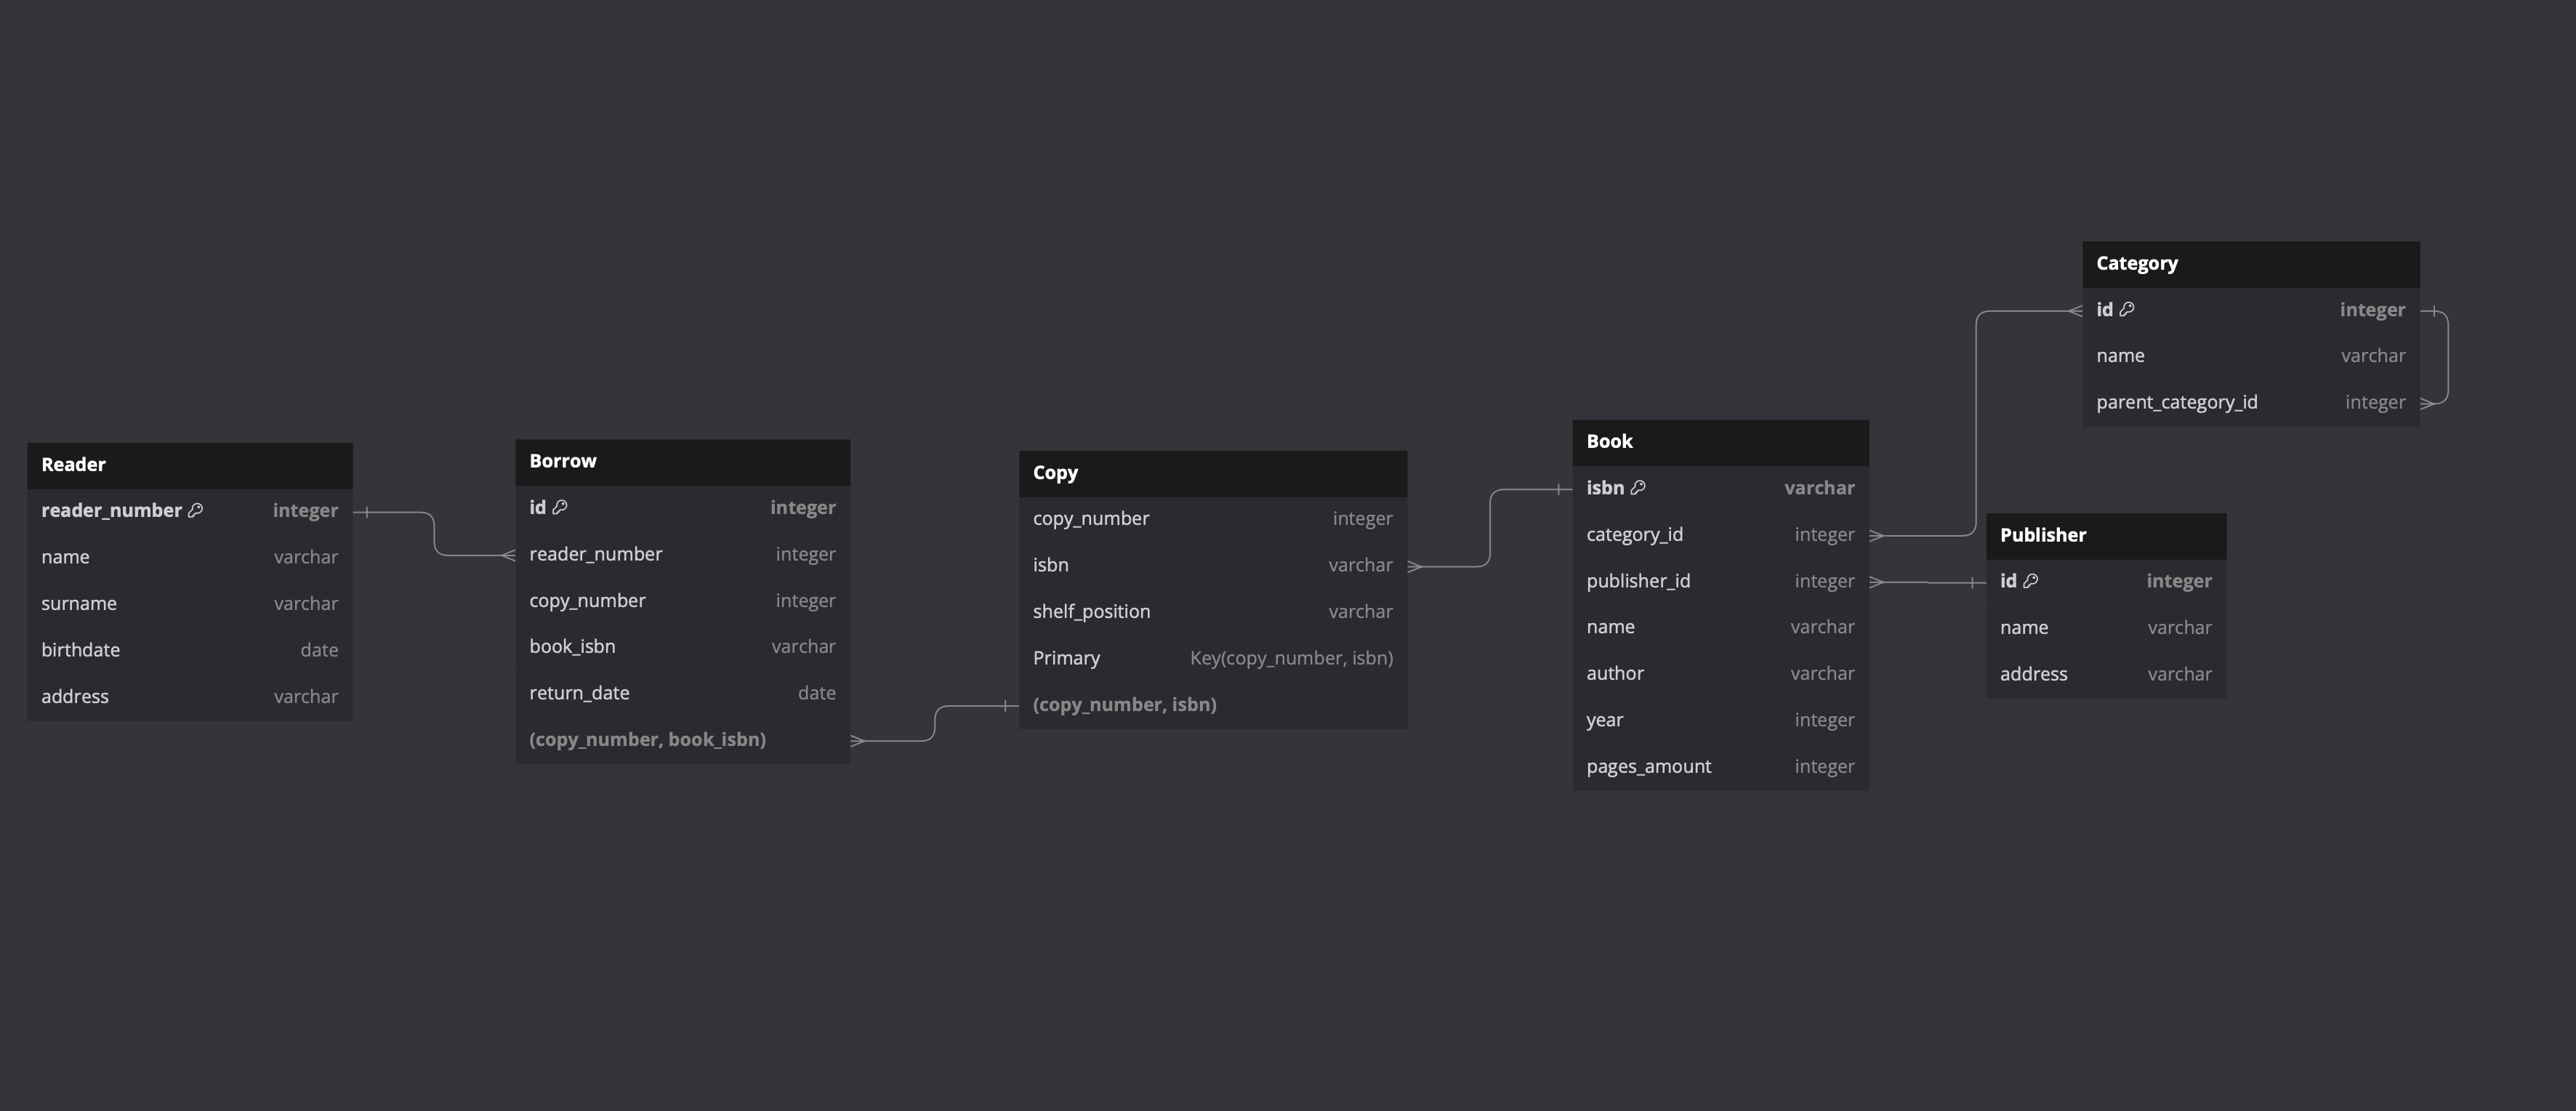 Reader
reader_number integer
name varchar
surname varchar
birthdate date
address varchar
Borrow
id integer
reader_number integer
copy_number integer
book_isbn varchar
return_date date
(copy_number, book_isbn)
Copy
copy_number integer
isbn varchar
shelf_position varchar
Primary Key(copy_number, isbn)
(copy_number, isbn)
Book
isbn varchar
category_id integer
publisher_id integer
name varchar
author varchar
year integer
pages_amount integer
Category
id integer
name varchar
parent_category_id integer
Publisher
id integer
name varchar
address varchar